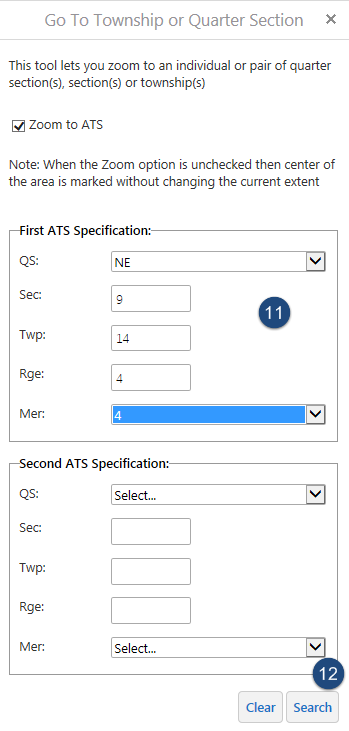 Go To Township or Quarter Section ×
This tool lets you zoom to an individual or pair of quarter
section(s), section(s) or township(s)
Zoom to ATS
Note: When the Zoom option is unchecked then center of
the area is marked without changing the current extent
First ATS Specification:
QS: NE
Sec: 9
11
Twp: 14
Rge: 4
Mer: 4
Second ATS Specification:
QS: Select...
Sec:
Twp:
Rge:
Mer: Select...
12
Clear Search